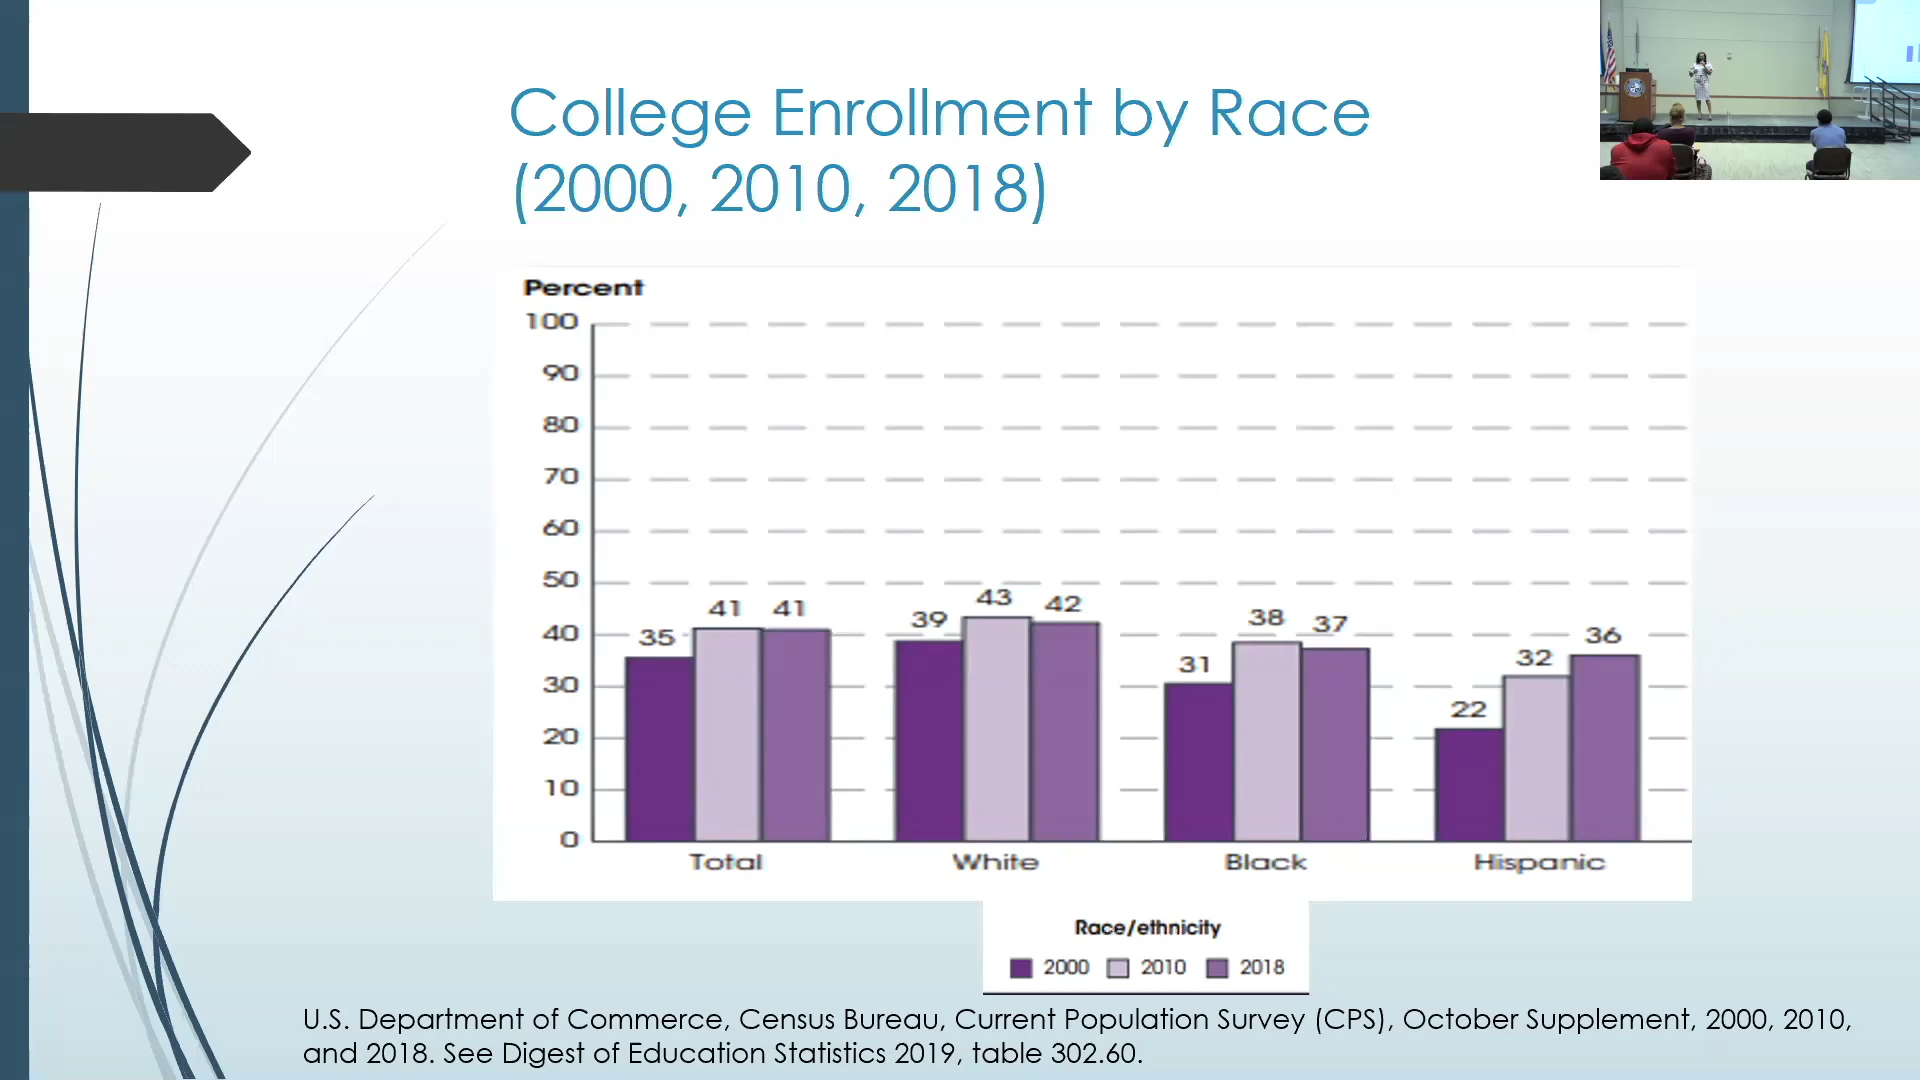 College Enrollment by Race
(2000, 2010, 2018)
Percent
100
90
80
70
60
50
40
30
20
10
0
35 41 41
39 43 42
31 38 37
22 32 36
Total White Black Hispanic
Race/ethnicity
2000 2010 2018
U.S. Department of Commerce, Census Bureau, Current Population Survey (CPS), October Supplement, 2000, 2010,
and 2018. See Digest of Education Statistics 2019, table 302.60.